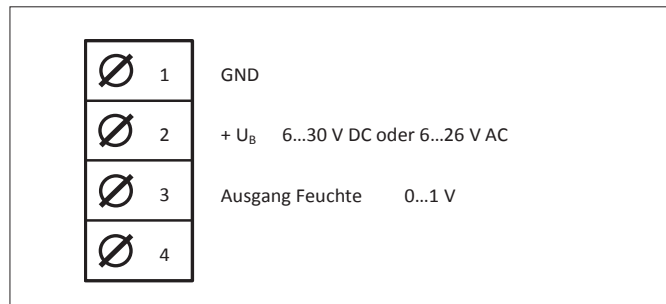 1 GND
2 + U_B 6...30 V DC oder 6...26 V AC
3 Ausgang Feuchte 0...1 V
4